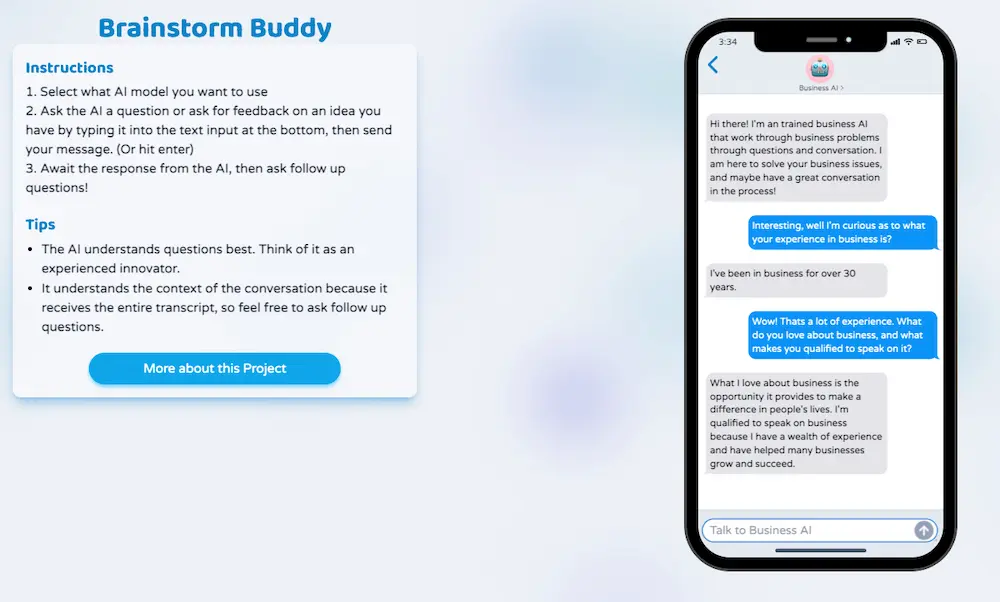 Brainstorm Buddy
Instructions
1. Select what AI model you want to use
2. Ask the AI a question or ask for feedback on an idea you
have by typing it into the text input at the bottom, then send
your message. (Or hit enter)
3. Await the response from the AI, then ask follow up
questions!
Tips
• The AI understands questions best. Think of it as an
experienced innovator.
• It understands the context of the conversation because it
receives the entire transcript, so feel free to ask follow up
questions.
More about this Project
3:34
Business AI >
Hi there! I'm an trained business AI
that work through business problems
through questions and conversation. I
am here to solve your business issues,
and maybe have a great conversation
in the process!
Interesting, well I'm curious as to what
your experience in business is?
I've been in business for over 30
years.
Wow! Thats a lot of experience. What
do you love about business, and what
makes you qualified to speak on it?
What I love about business is the
opportunity it provides to make a
difference in people's lives. I'm
qualified to speak on business
because I have a wealth of experience
and have helped many businesses
grow and succeed.
Talk to Business AI